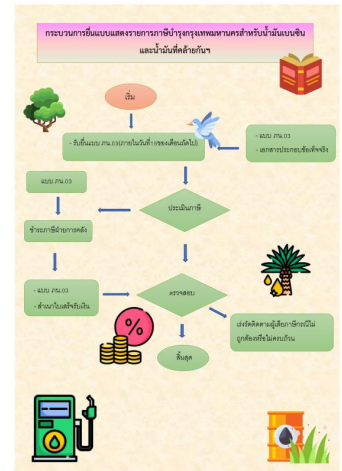 กระบวนการยื่นแบบแสดงรายการภาษีบำรุงกรุงเทพมหานครสำหรับน้ำมันเบนซิน
และน้ำมันที่คล้ายกันฯ
เริ่ม
- รับยื่นแบบ ภน.03(ภายในวันที่15ของเดือนถัดไป)
- แบบ ภน.03
- เอกสารประกอบข้อเท็จจริง
แบบ ภน.03
ประเมินภาษี
ชำระภาษีฝ่ายการคลัง
- แบบ ภน.03
- สำเนาใบเสร็จรับเงิน
ตรวจสอบ
เร่งรัดติดตามผู้เสียภาษีกรณีไม่
ถูกต้องหรือไม่ครบถ้วน
%
สิ้นสุด